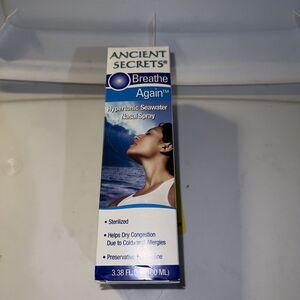 ANCIENT
SECRETS®
Breathe
Again™
Hypertonic Seawater
Nasal Spray
• Sterilized
• Helps Dry Congestion
Due to Colds and Allergies
• Preservative
3.38 FL ML)